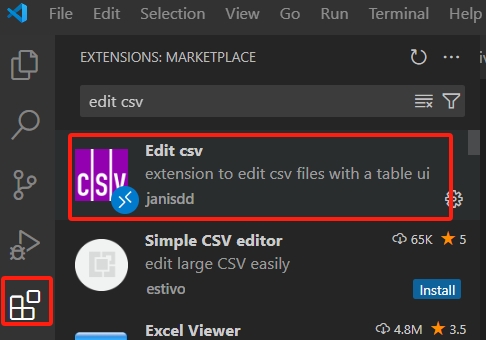 File Edit Selection View Go Run Terminal Help
EXTENSIONS: MARKETPLACE
edit csv
Edit csv
extension to edit csv files with a table ui
janisdd
csv
Simple CSV editor 65K 5
edit large CSV easily
estivo Install
Excel Viewer 4.8M 3.5